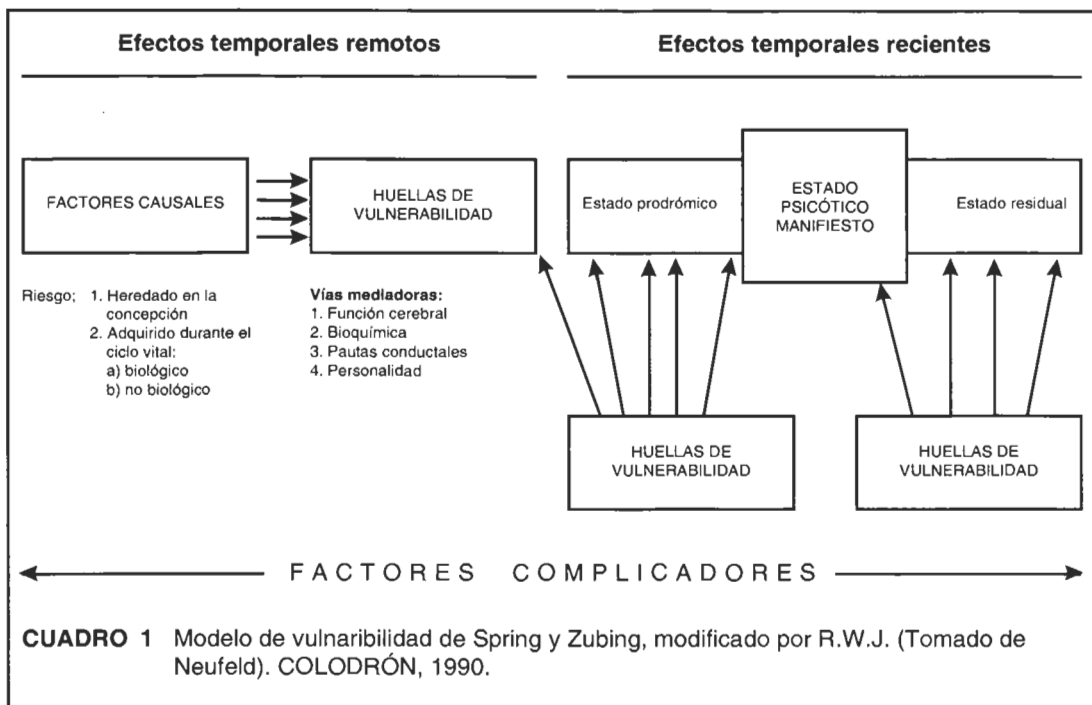 Efectos temporales remotos
Efectos temporales recientes
FACTORES CAUSALES
HUELLAS DE
VULNERABILIDAD
Estado prodrómico
ESTADO
PSICÓTICO
MANIFIESTO
Estado residual
Riesgo; 1. Heredado en la
concepción
2. Adquirido durante el
ciclo vital:
a) biológico
b) no biológico
Vías mediadoras:
1. Función cerebral
2. Bioquímica
3. Pautas conductales
4. Personalidad
HUELLAS DE
VULNERABILIDAD
HUELLAS DE
VULNERABILIDAD
FACTORES COMPLICADORES
CUADRO 1 Modelo de vulnaribilidad de Spring y Zubing, modificado por R.W.J. (Tomado de
Neufeld). COLODRÓN, 1990.